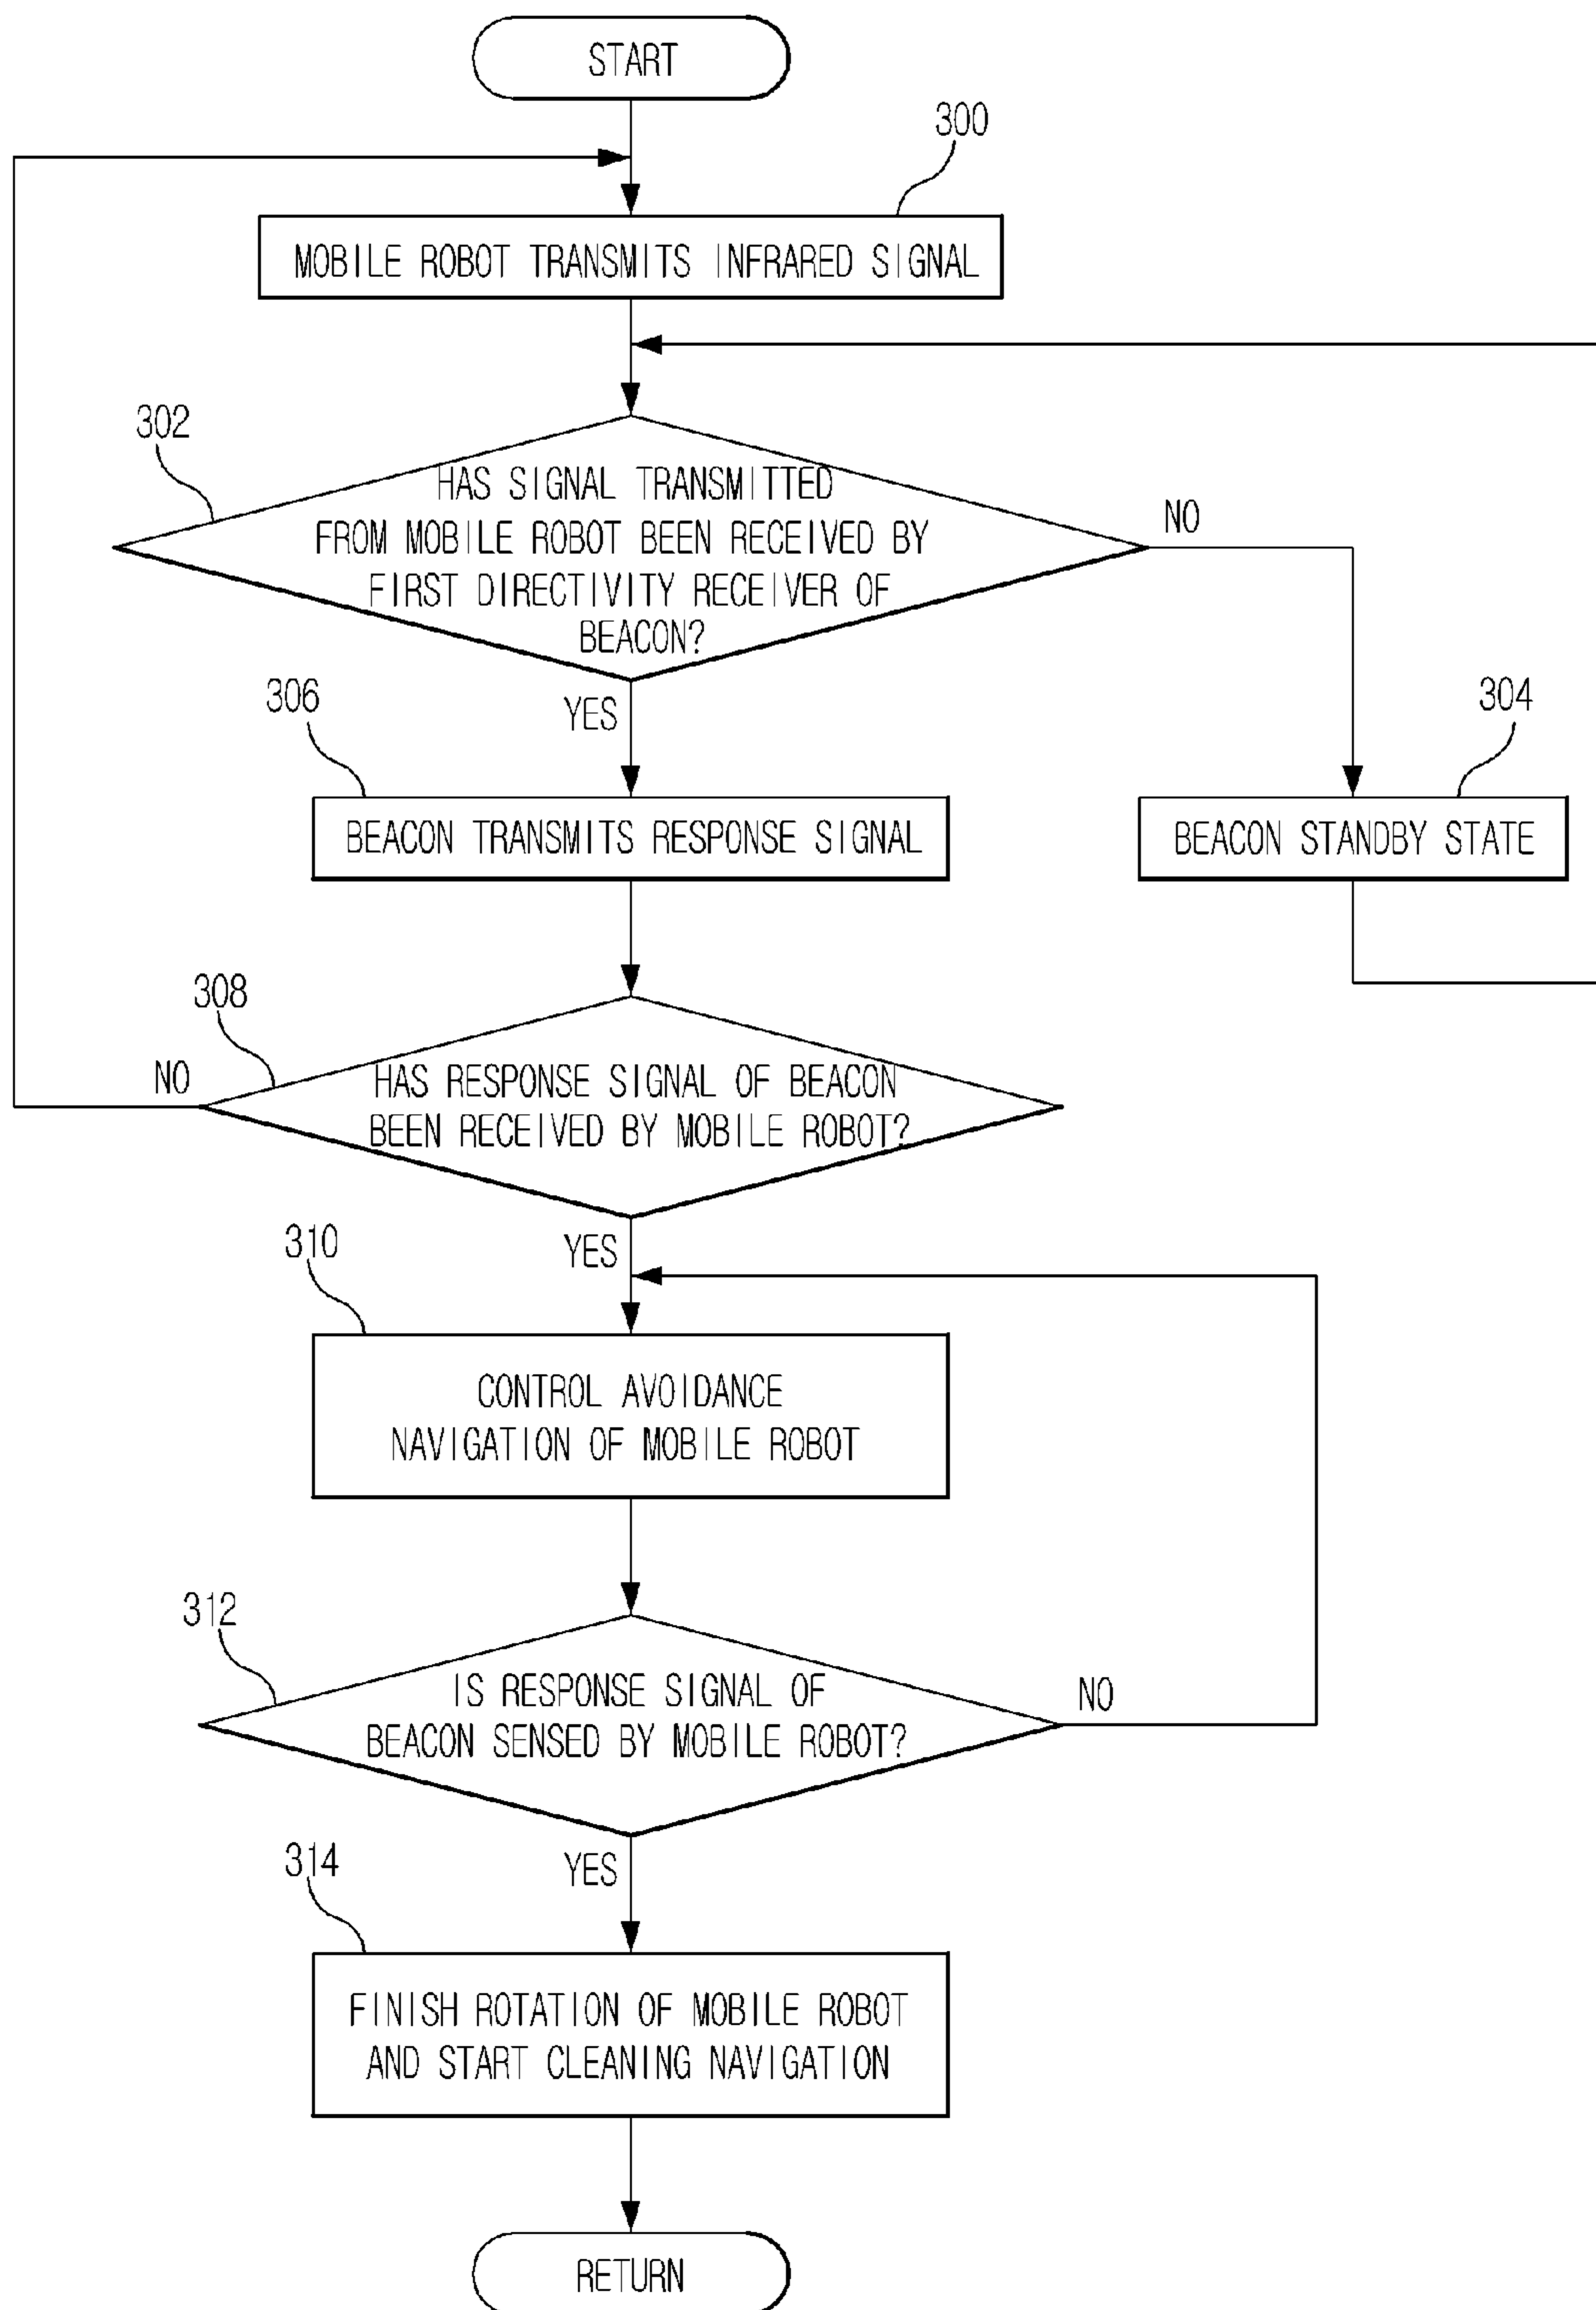 START
300
MOBILE ROBOT TRANSMITS INFRARED SIGNAL
302
HAS SIGNAL TRANSMITTED
FROM MOBILE ROBOT BEEN RECEIVED BY
FIRST DIRECTIVITY RECEIVER OF
BEACON?
NO
YES
306
304
BEACON TRANSMITS RESPONSE SIGNAL
BEACON STANDBY STATE
308
NO
HAS RESPONSE SIGNAL OF BEACON
BEEN RECEIVED BY MOBILE ROBOT?
YES
310
CONTROL AVOIDANCE
NAVIGATION OF MOBILE ROBOT
312
IS RESPONSE SIGNAL OF
BEACON SENSED BY MOBILE ROBOT?
NO
YES
314
FINISH ROTATION OF MOBILE ROBOT
AND START CLEANING NAVIGATION
RETURN